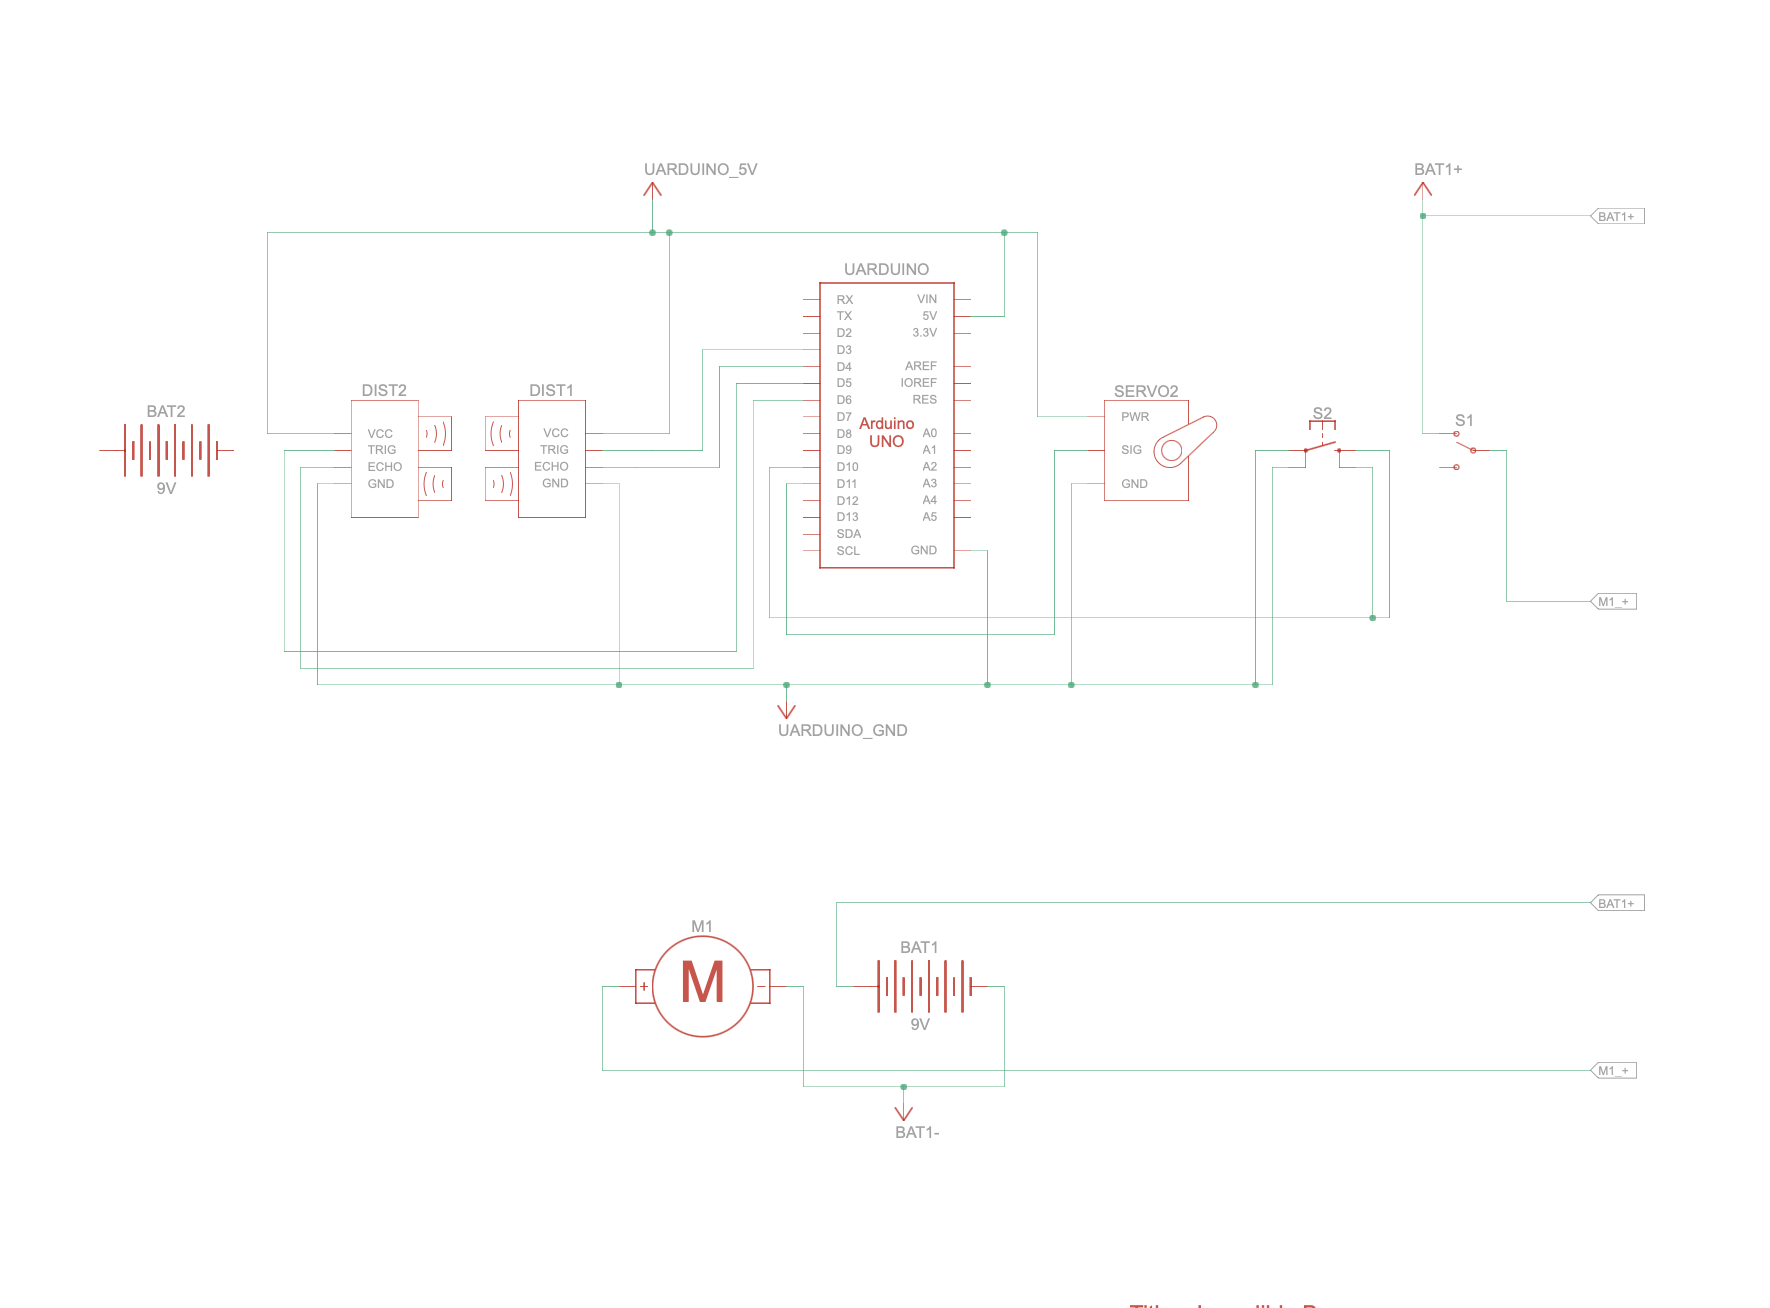 UARDUINO_5V
BAT1+
BAT1+
UARDUINO
RX
TX
D2
D3
D4
D5
D6
D7
D8
D9
D10
D11
D12
D13
SDA
SCL
VIN
5V
3.3V
AREF
IOREF
RES
A0
A1
A2
A3
A4
A5
GND
Arduino
UNO
BAT2
9V
DIST2
VCC
TRIG
ECHO
GND
DIST1
VCC
TRIG
ECHO
GND
SERVO2
PWR
SIG
GND
S2
S1
M1_+
UARDUINO_GND
BAT1+
M1
M
+
−
BAT1
9V
M1_+
BAT1-